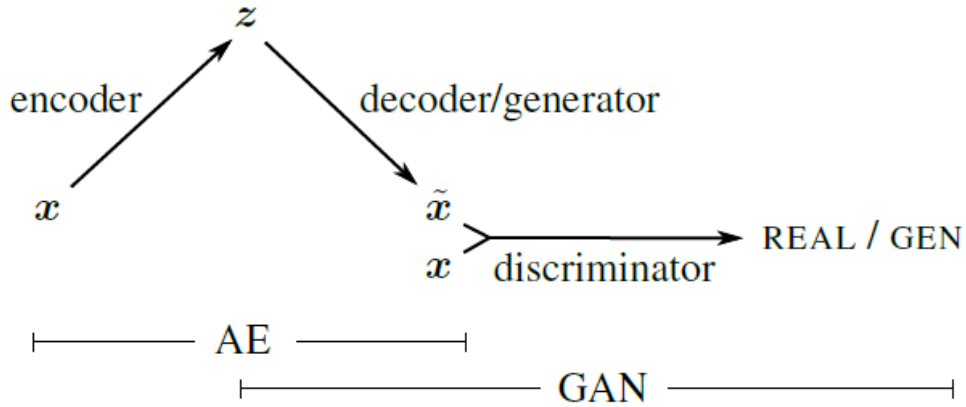 z
encoder
decoder/generator
x
x̃
x
REAL / GEN
discriminator
AE
GAN